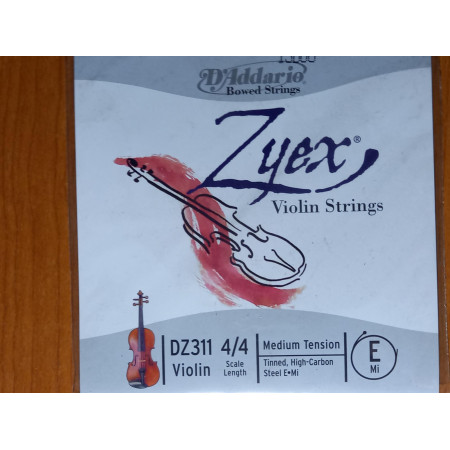 D'Addario
Bowed Strings
Zyex®
Violin Strings
DZ311 4/4
Violin
Scale
Length
Medium Tension
Tinned, High-Carbon
Steel E•Mi
E
Mi